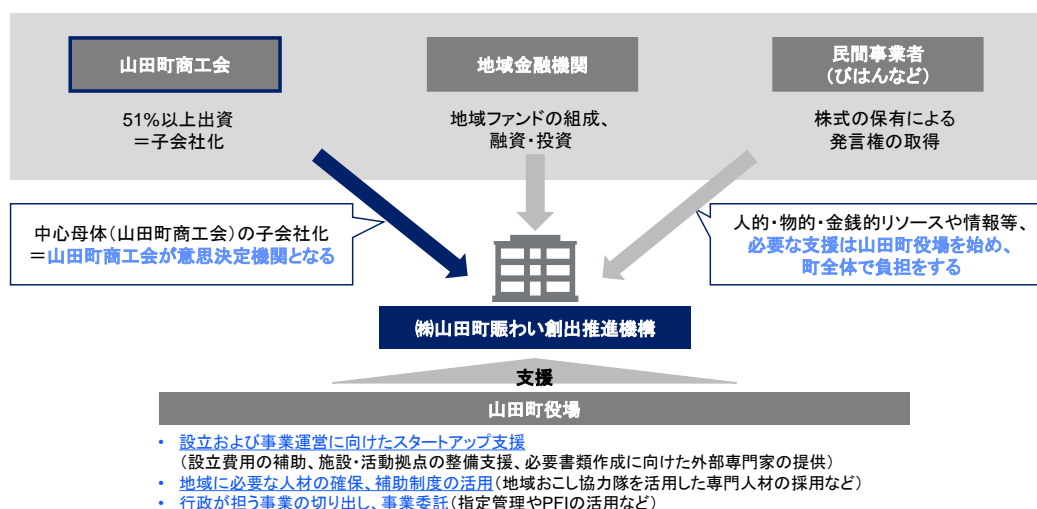 山田町商工会
地域金融機関
民間事業者
(びはんなど)
51%以上出資
＝子会社化
地域ファンドの組成、
融資・投資
株式の保有による
発言権の取得
中心母体(山田町商工会)の子会社化
＝山田町商工会が意思決定機関となる
人的・物的・金銭的リソースや情報等、
必要な支援は山田町役場を始め、
町全体で負担をする
㈱山田町賑わい創出推進機構
支援
山田町役場
• 設立および事業運営に向けたスタートアップ支援
(設立費用の補助、施設・活動拠点の整備支援、必要書類作成に向けた外部専門家の提供)
• 地域に必要な人材の確保、補助制度の活用(地域おこし協力隊を活用した専門人材の採用など)
• 行政が担う事業の切り出し、事業委託(指定管理やPFIの活用など)